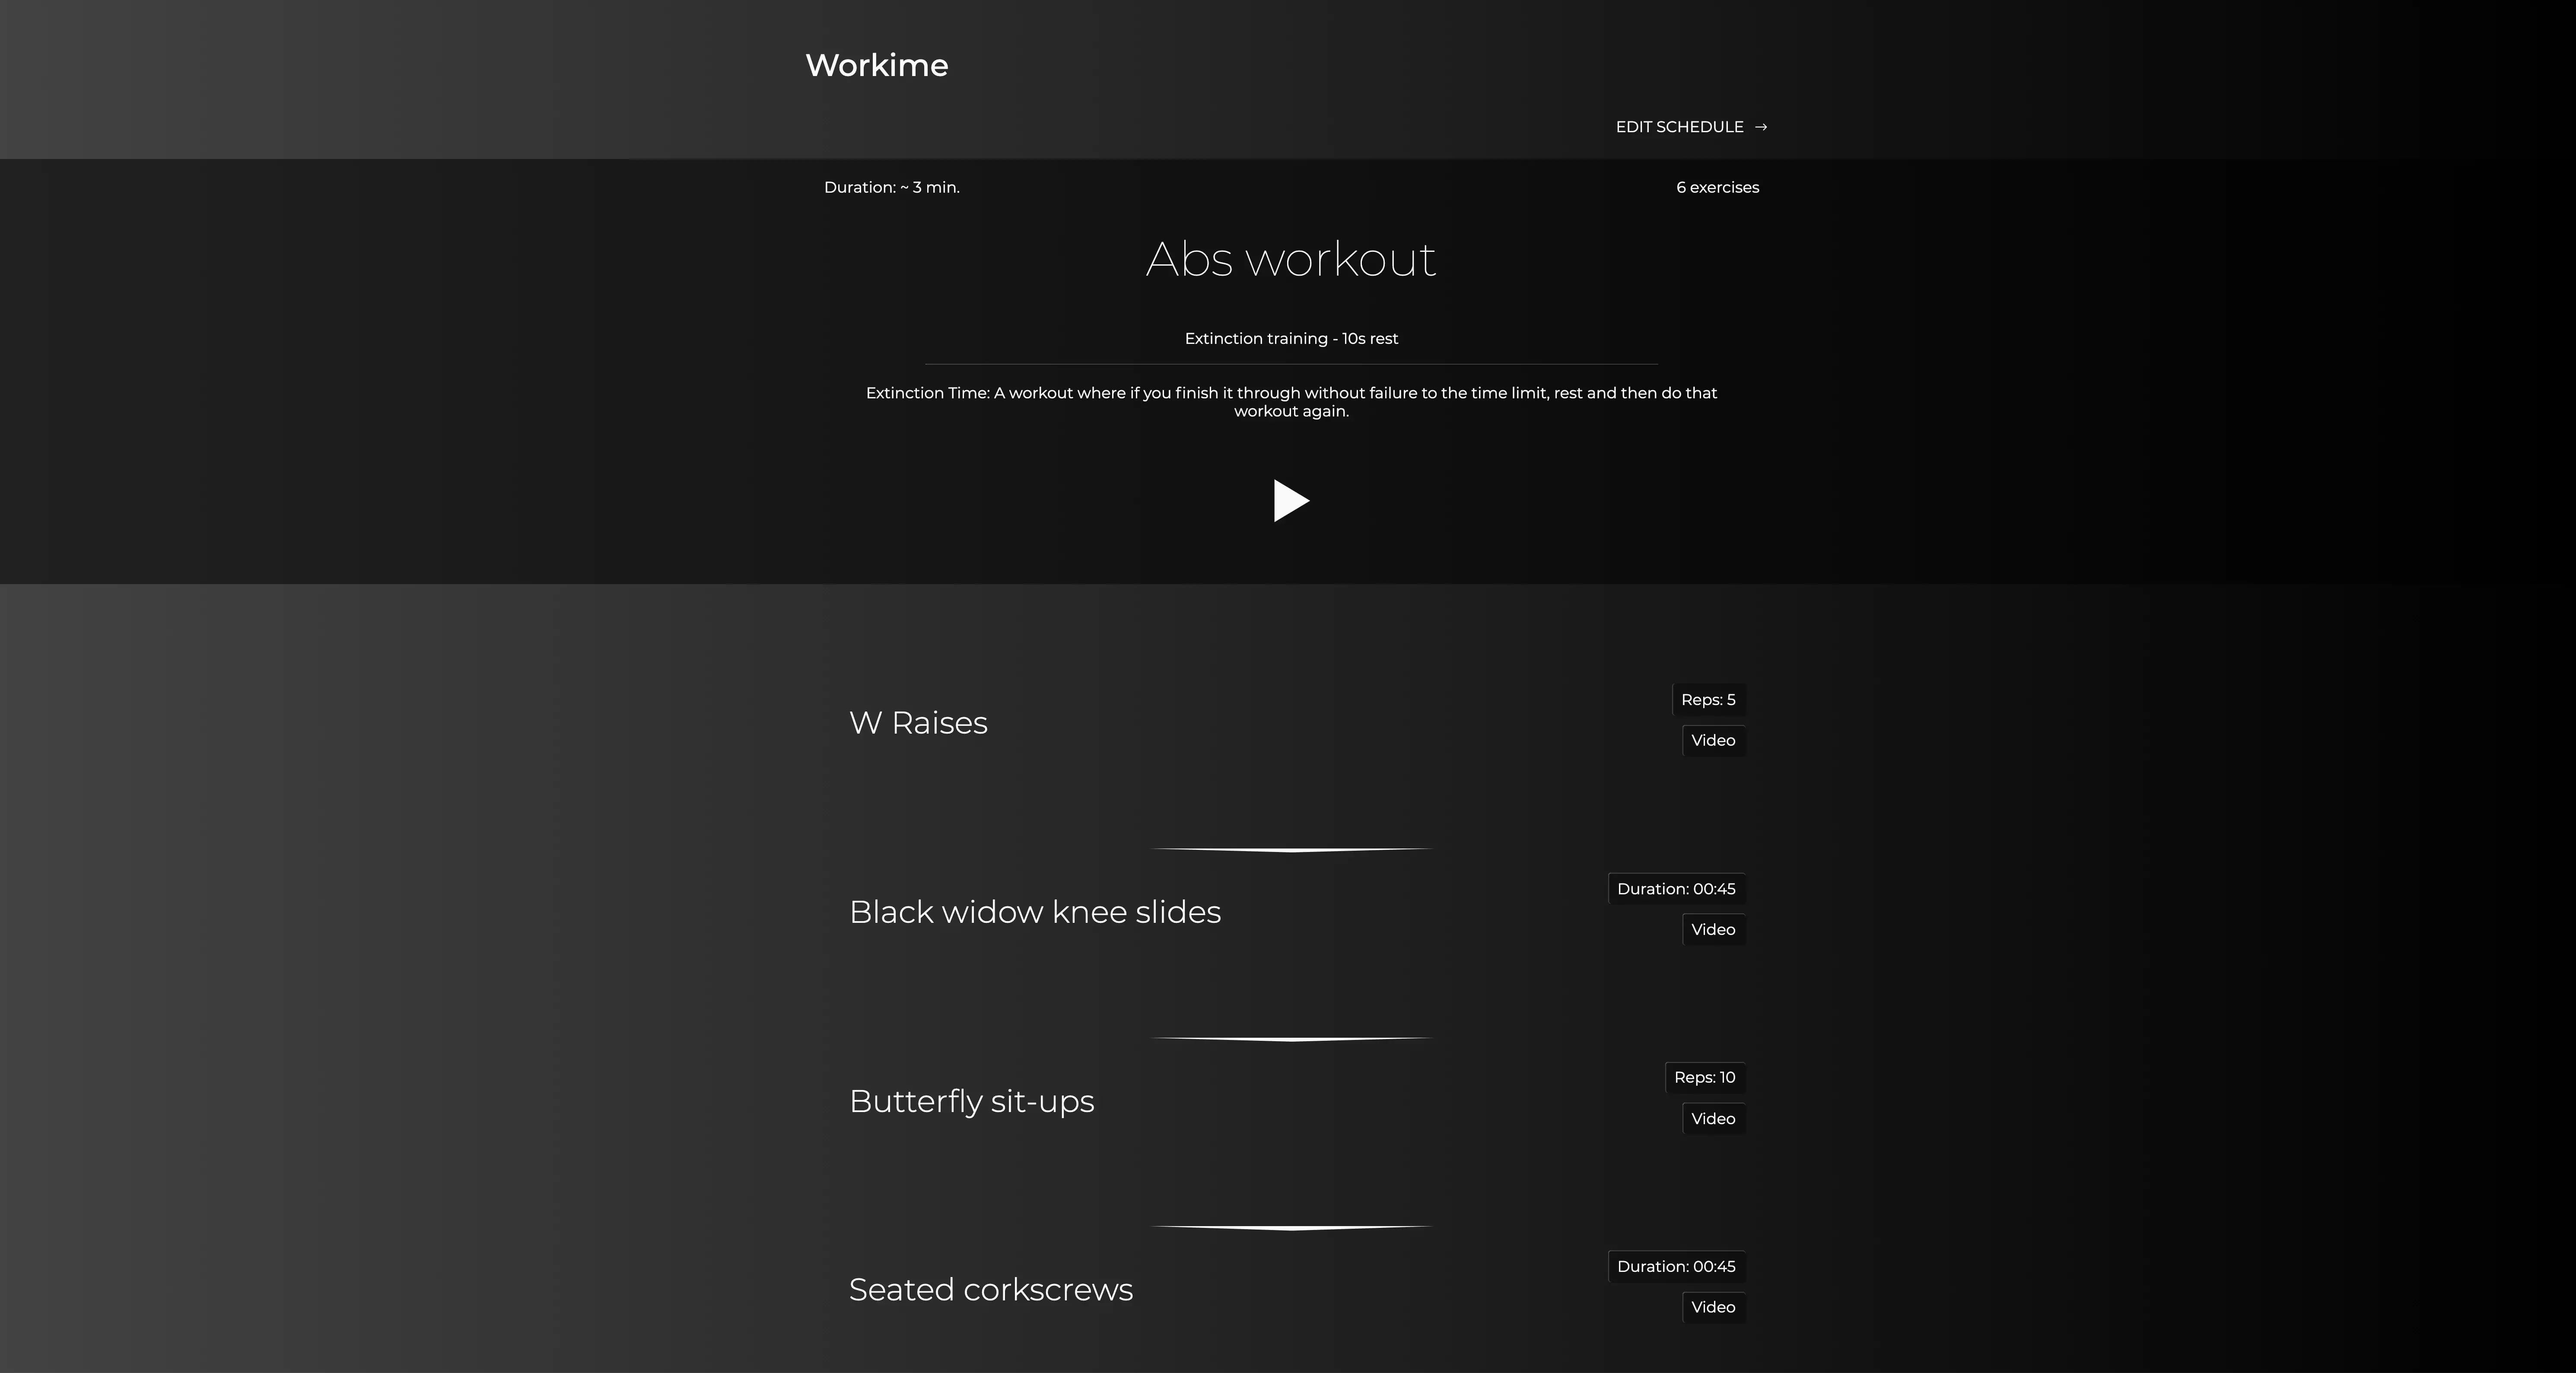 Workime
EDIT SCHEDULE →
Duration: ~ 3 min.
6 exercises
Abs workout
Extinction training - 10s rest
Extinction Time: A workout where if you finish it through without failure to the time limit, rest and then do that
workout again.
W Raises
Reps: 5
Video
Black widow knee slides
Duration: 00:45
Video
Butterfly sit-ups
Reps: 10
Video
Seated corkscrews
Duration: 00:45
Video